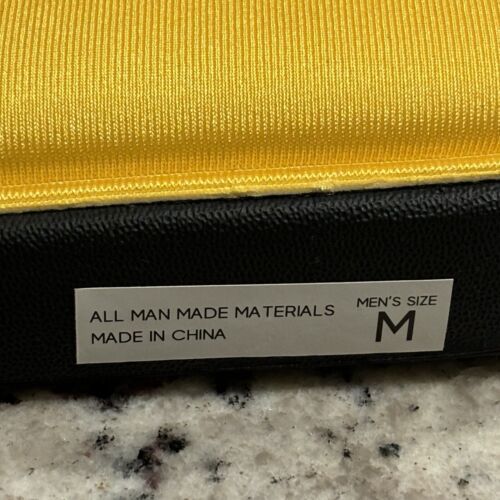 ALL MAN MADE MATERIALS
MADE IN CHINA
MEN'S SIZE
M